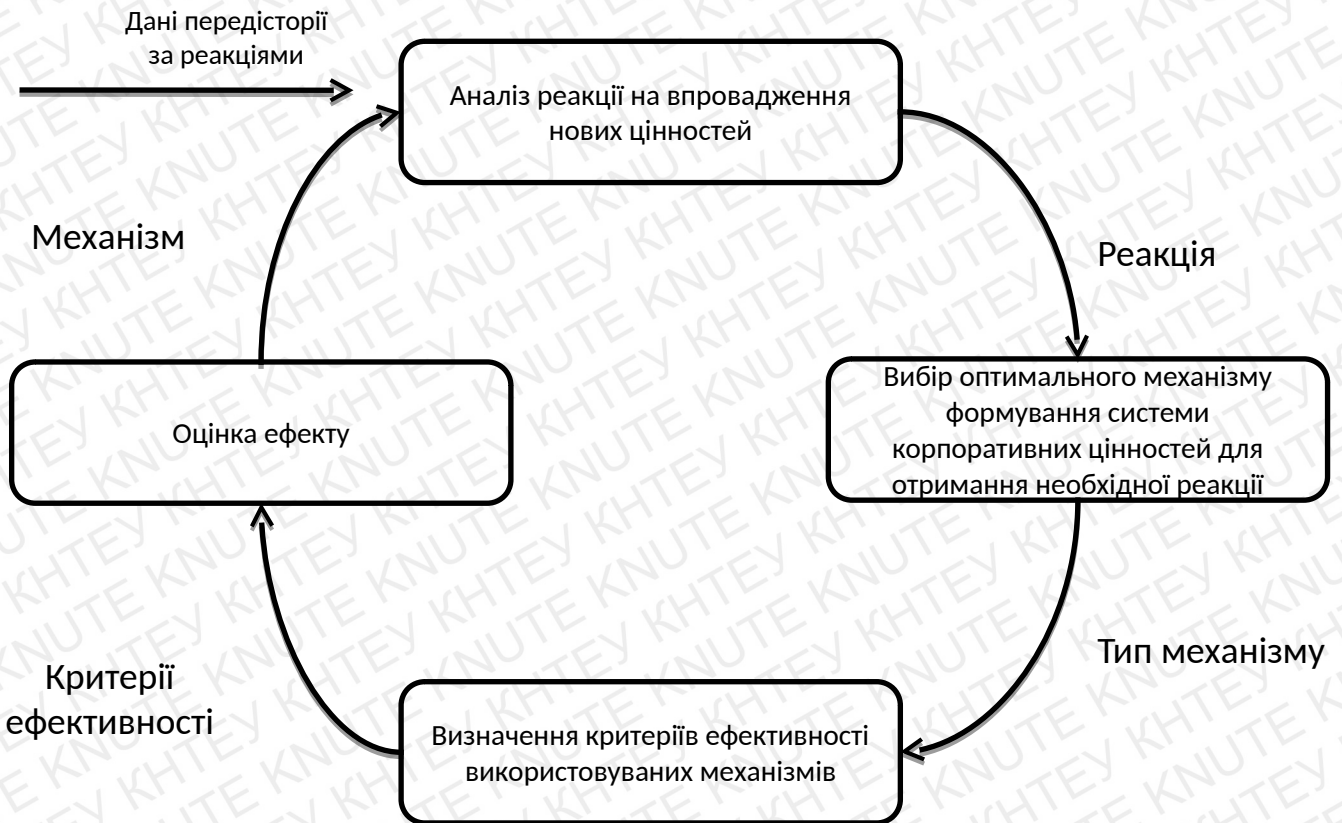 Дані передісторії
за реакціями
Аналіз реакції на впровадження
нових цінностей
Механізм
Реакція
Оцінка ефекту
Вибір оптимального механізму
формування системи
корпоративних цінностей для
отримання необхідної реакції
Критерії
ефективності
Тип механізму
Визначення критеріїв ефективності
використовуваних механізмів